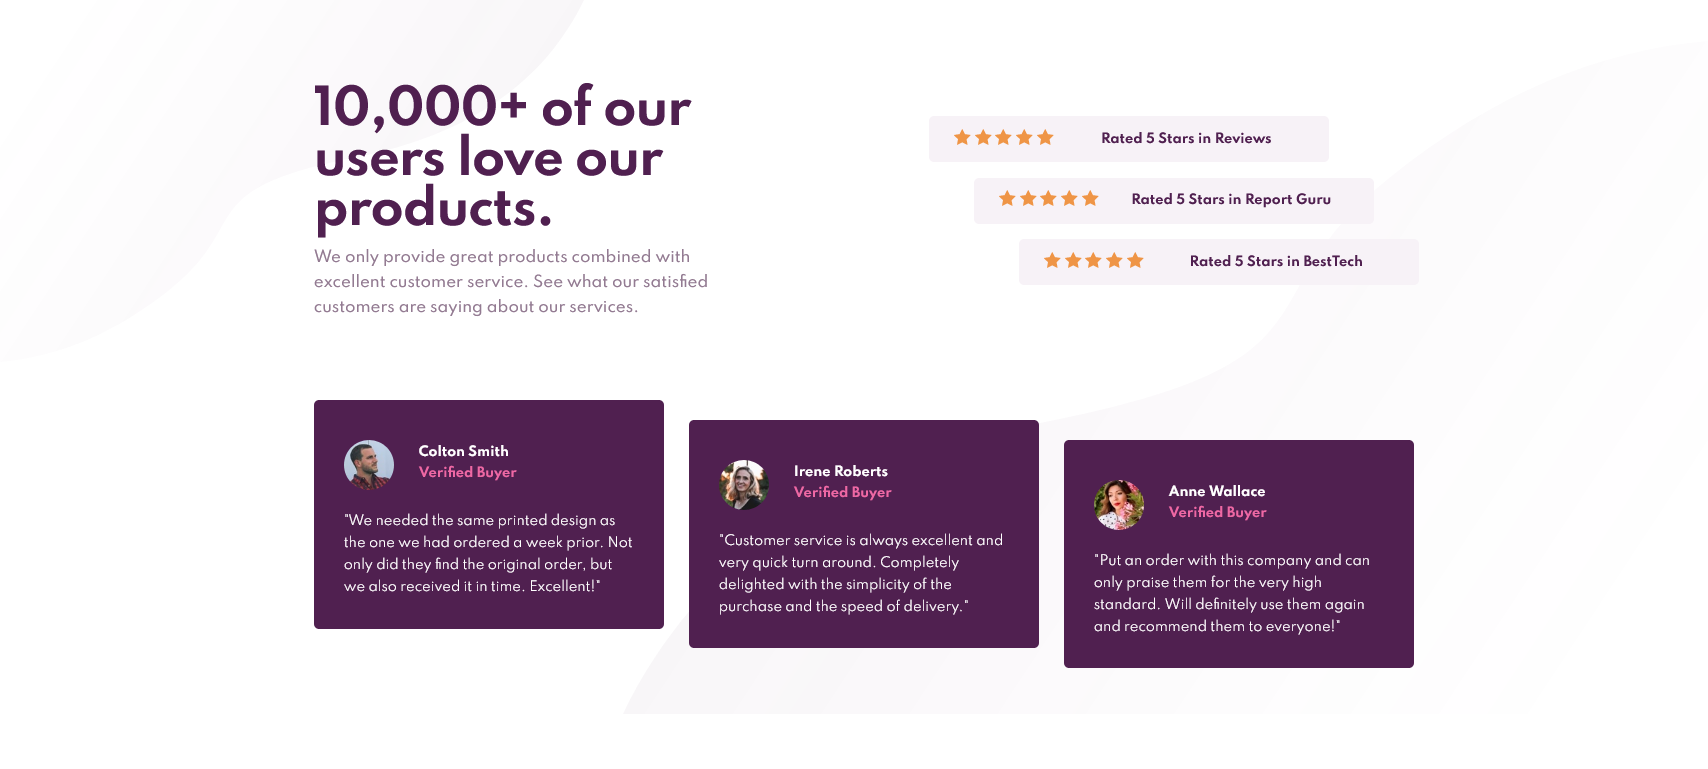 10,000+ of our
users love our
products.
We only provide great products combined with
excellent customer service. See what our satisfied
customers are saying about our services.
Rated 5 Stars in Reviews
Rated 5 Stars in Report Guru
Rated 5 Stars in BestTech
Colton Smith
Verified Buyer
"We needed the same printed design as
the one we had ordered a week prior. Not
only did they find the original order, but
we also received it in time. Excellent!"
Irene Roberts
Verified Buyer
"Customer service is always excellent and
very quick turn around. Completely
delighted with the simplicity of the
purchase and the speed of delivery."
Anne Wallace
Verified Buyer
"Put an order with this company and can
only praise them for the very high
standard. Will definitely use them again
and recommend them to everyone!"